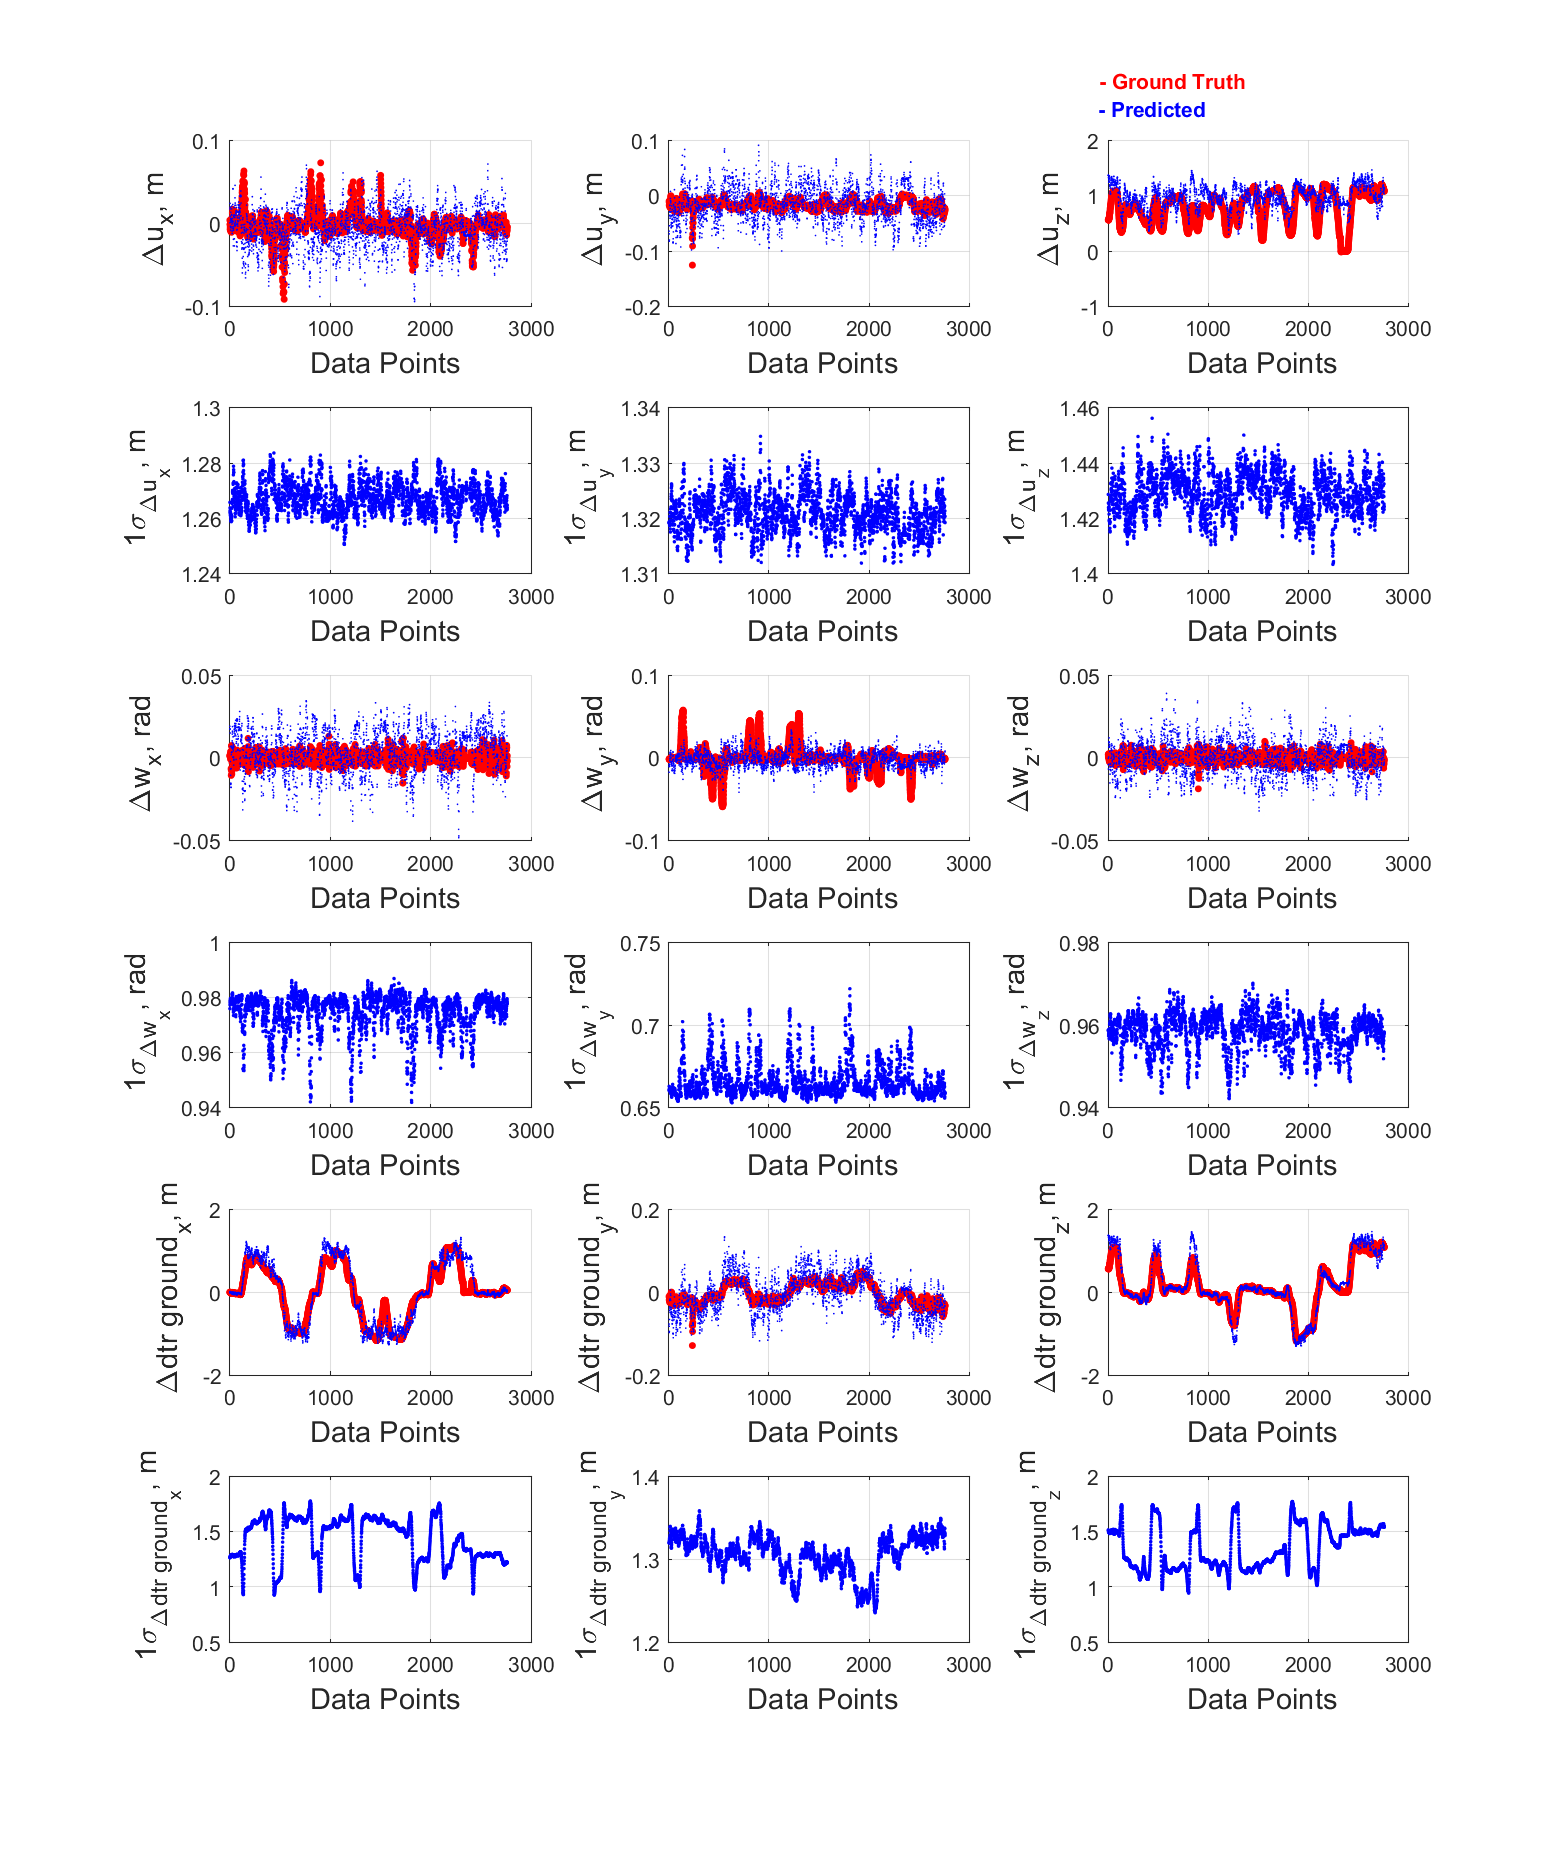 - Ground Truth
- Predicted
0.1
0
-0.1
Δu_x, m
0 1000 2000 3000
Data Points
0.1
0
-0.1
-0.2
Δu_y, m
0 1000 2000 3000
Data Points
2
1
0
-1
Δu_z, m
0 1000 2000 3000
Data Points
1.3
1.28
1.26
1.24
1σ_Δu_x, m
0 1000 2000 3000
Data Points
1.34
1.33
1.32
1.31
1σ_Δu_y, m
0 1000 2000 3000
Data Points
1.46
1.44
1.42
1.4
1σ_Δu_z, m
0 1000 2000 3000
Data Points
0.05
0
-0.05
Δw_x, rad
0 1000 2000 3000
Data Points
0.1
0
-0.1
Δw_y, rad
0 1000 2000 3000
Data Points
0.05
0
-0.05
Δw_z, rad
0 1000 2000 3000
Data Points
1
0.98
0.96
0.94
1σ_Δw_x, rad
0 1000 2000 3000
Data Points
0.75
0.7
0.65
1σ_Δw_y, rad
0 1000 2000 3000
Data Points
0.98
0.96
0.94
1σ_Δw_z, rad
0 1000 2000 3000
Data Points
2
0
-2
Δdtr ground_x, m
0 1000 2000 3000
Data Points
0.2
0
-0.2
Δdtr ground_y, m
0 1000 2000 3000
Data Points
2
0
-2
Δdtr ground_z, m
0 1000 2000 3000
Data Points
2
1.5
1
0.5
1σ_Δdtr ground_x, m
0 1000 2000 3000
Data Points
1.4
1.3
1.2
1σ_Δdtr ground_y, m
0 1000 2000 3000
Data Points
2
1.5
1
0.5
1σ_Δdtr ground_z, m
0 1000 2000 3000
Data Points